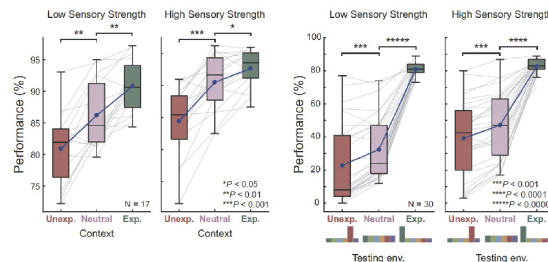 Low Sensory Strength
High Sensory Strength
**
**
***
*
Performance (%)
95
90
85
80
75
N = 17
*P < 0.05
**P < 0.01
***P < 0.001
Unexp. Neutral Exp.
Unexp. Neutral Exp.
Context
Context
Low Sensory Strength
High Sensory Strength
***
*****
***
****
Performance (%)
100
80
60
40
20
0
N = 30
***P < 0.001
****P < 0.0001
Unexp. Neutral Exp.
Unexp. Neutral Exp.
Testing env.
Testing env.